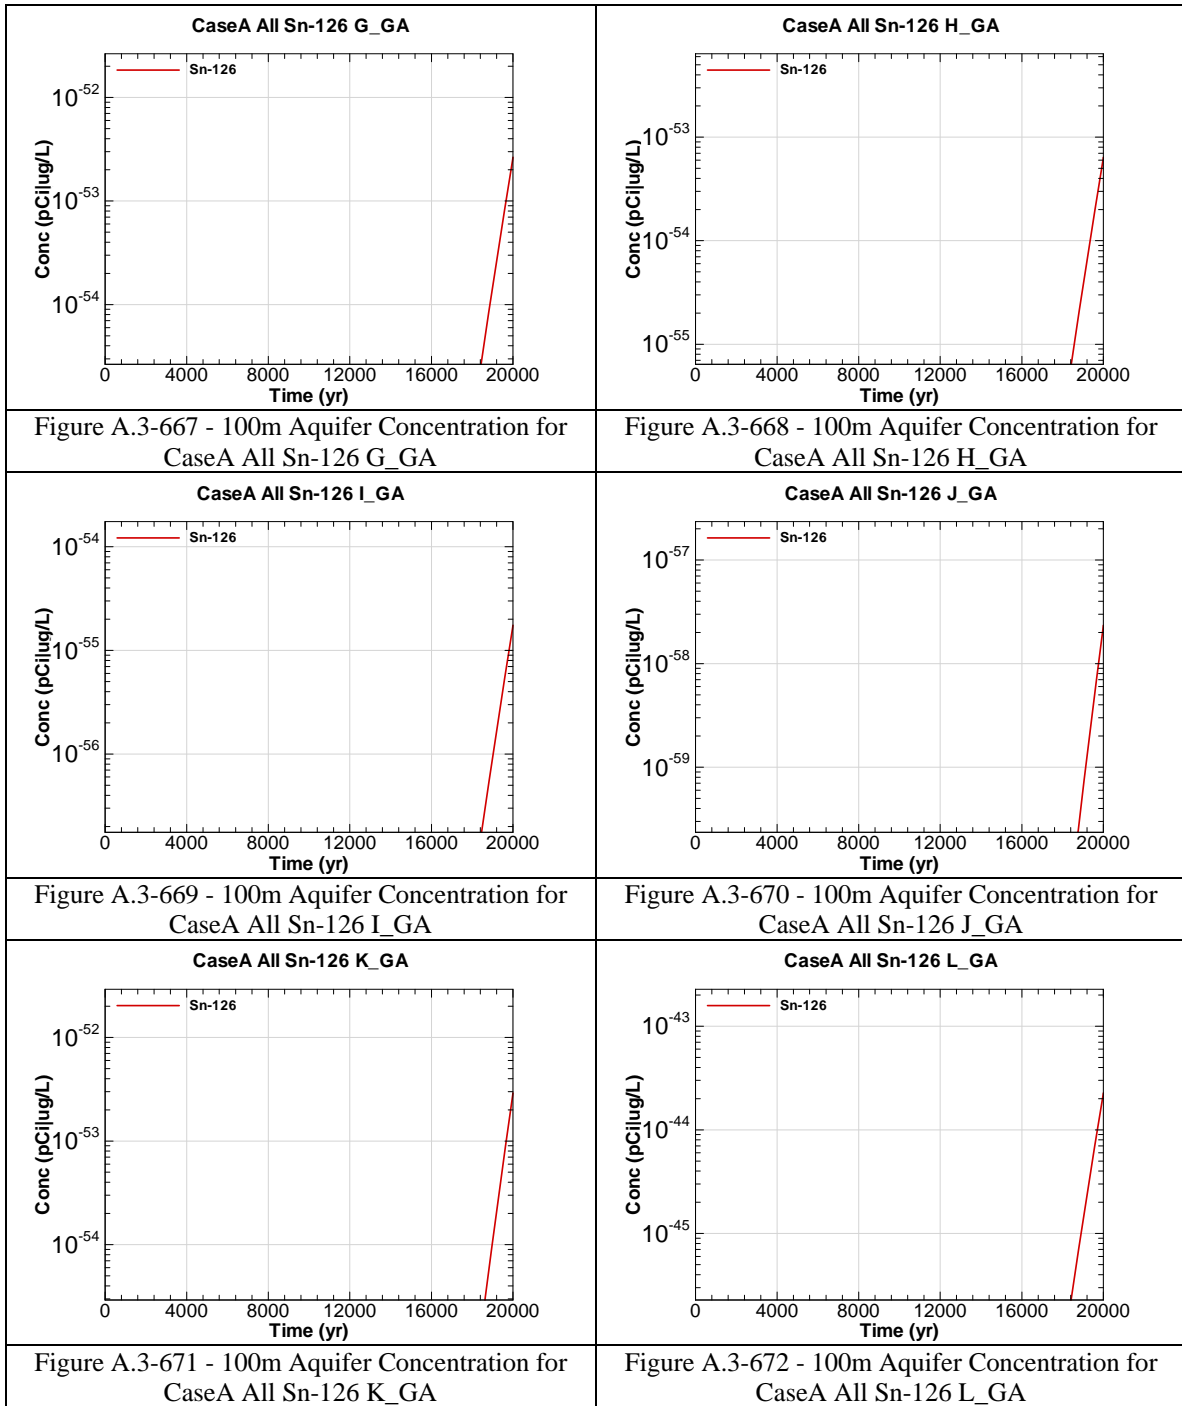 CaseA All Sn-126 G_GA
Sn-126
Conc (pCi|ug/L)
10-52
10-53
10-54
0 4000 8000 12000 16000 20000
Time (yr)
Figure A.3-667 - 100m Aquifer Concentration for
CaseA All Sn-126 G_GA
CaseA All Sn-126 H_GA
Sn-126
Conc (pCi|ug/L)
10-53
10-54
10-55
0 4000 8000 12000 16000 20000
Time (yr)
Figure A.3-668 - 100m Aquifer Concentration for
CaseA All Sn-126 H_GA
CaseA All Sn-126 I_GA
Sn-126
Conc (pCi|ug/L)
10-54
10-55
10-56
0 4000 8000 12000 16000 20000
Time (yr)
Figure A.3-669 - 100m Aquifer Concentration for
CaseA All Sn-126 I_GA
CaseA All Sn-126 J_GA
Sn-126
Conc (pCi|ug/L)
10-57
10-58
10-59
0 4000 8000 12000 16000 20000
Time (yr)
Figure A.3-670 - 100m Aquifer Concentration for
CaseA All Sn-126 J_GA
CaseA All Sn-126 K_GA
Sn-126
Conc (pCi|ug/L)
10-52
10-53
10-54
0 4000 8000 12000 16000 20000
Time (yr)
Figure A.3-671 - 100m Aquifer Concentration for
CaseA All Sn-126 K_GA
CaseA All Sn-126 L_GA
Sn-126
Conc (pCi|ug/L)
10-43
10-44
10-45
0 4000 8000 12000 16000 20000
Time (yr)
Figure A.3-672 - 100m Aquifer Concentration for
CaseA All Sn-126 L_GA